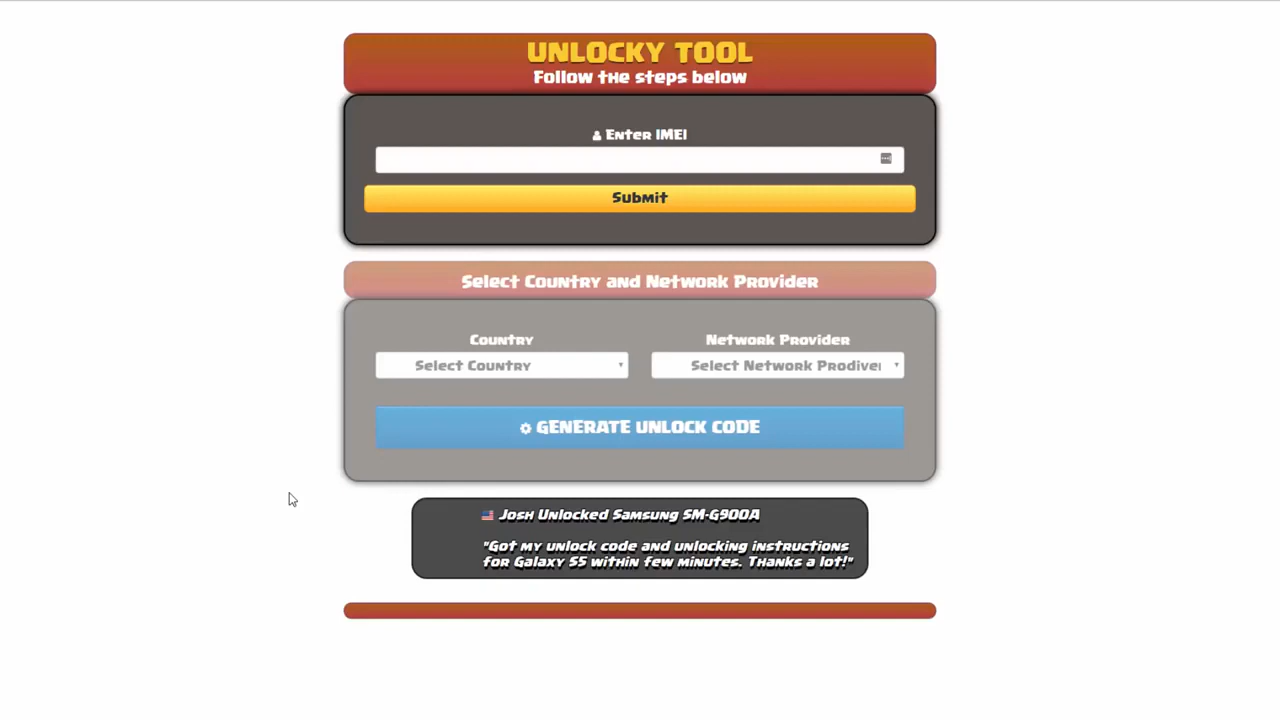 UNLOCKY TOOL
Follow the steps below
Enter IMEI
Submit
Select Country and Network Provider
Country
Network Provider
Select Country
Select Network Prodiver
GENERATE UNLOCK CODE
Josh Unlocked Samsung SM-G900A
"Got my unlock code and unlocking instructions
for Galaxy S5 within few minutes. Thanks a lot!"